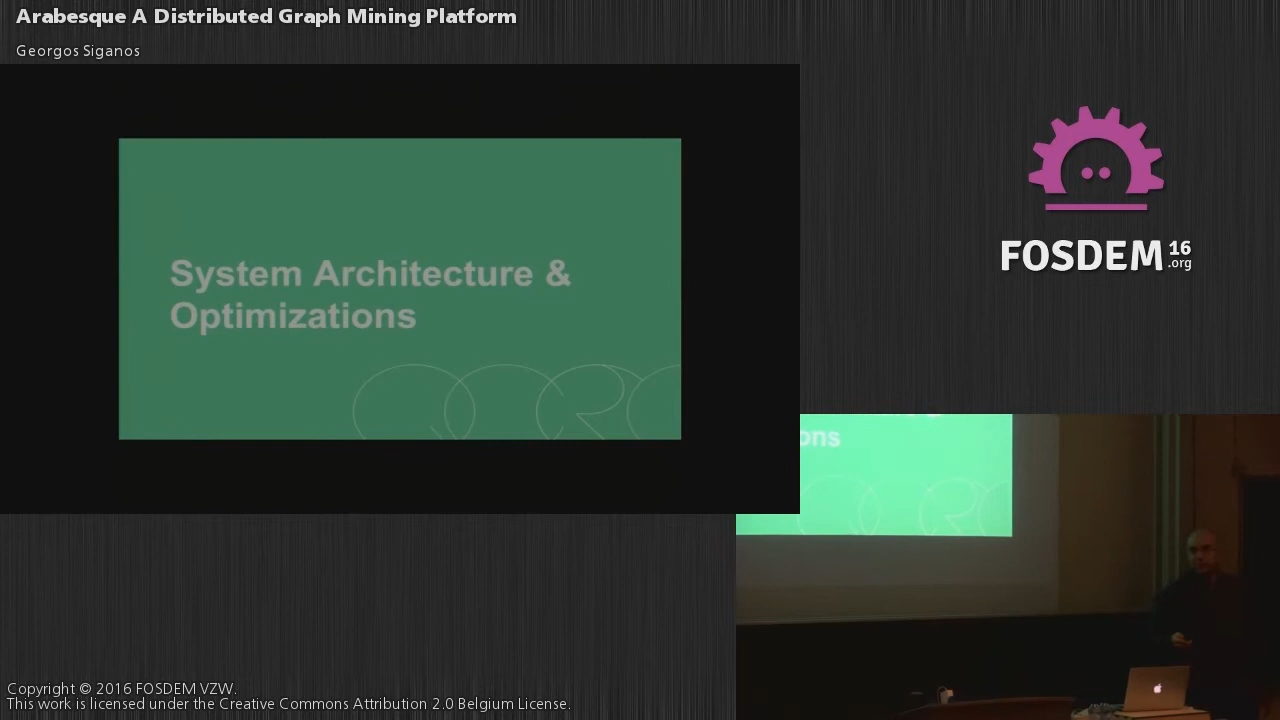 Arabesque A Distributed Graph Mining Platform
Georgos Siganos
System Architecture &
Optimizations
FOSDEM 16
.org
ons
Copyright © 2016 FOSDEM VZW.
This work is licensed under the Creative Commons Attribution 2.0 Belgium License.